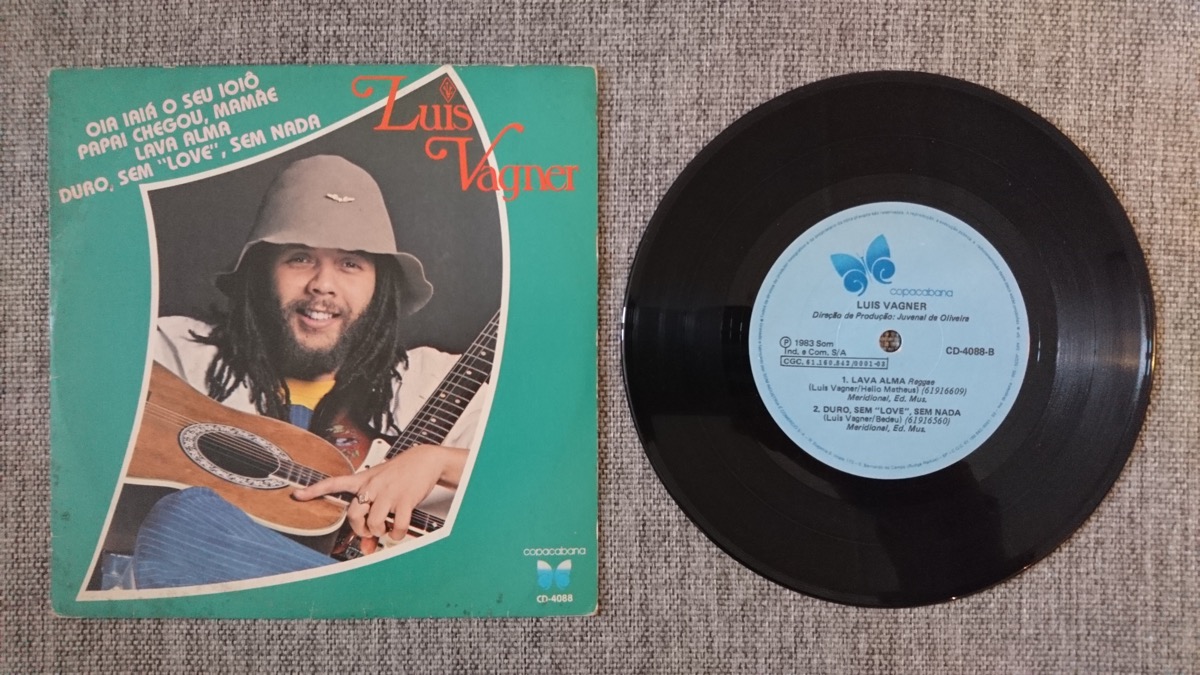 OIA IAIÁ O SEU IOIÔ
PAPAI CHEGOU, MAMÃE
LAVA ALMA
DURO, SEM "LOVE", SEM NADA
Luis
Vagner
copacabana
CD-4088
copacabana
LUIS VAGNER
Direção de Produção: Juvenal de Oliveira
Ⓟ 1983 Som
Ind. e Com. S/A
CD-4088-B
1. LAVA ALMA Reggae
(Luis Vagner/Helio Matheus) (61916609)
Meridional, Ed. Mus.
2. DURO, SEM "LOVE", SEM NADA
(Luis Vagner/Bedeu) (61916560)
Meridional, Ed. Mus.